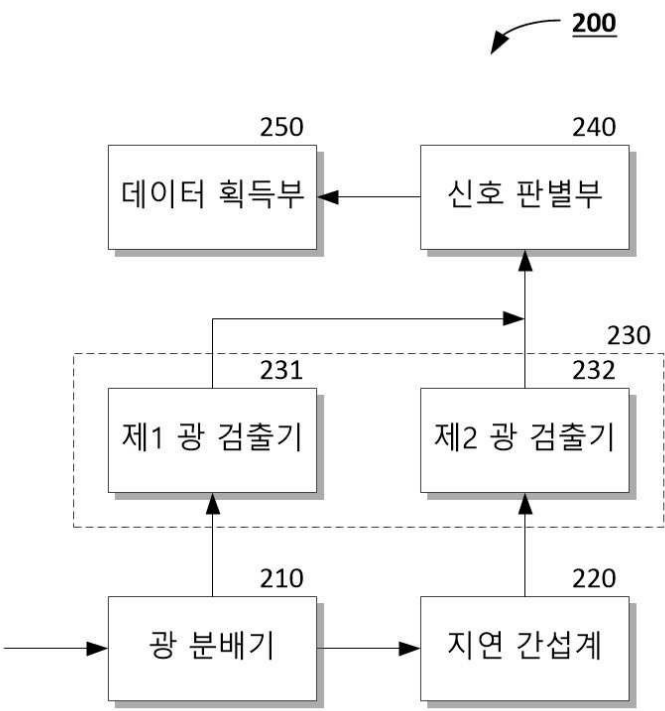 200
250
240
데이터 획득부
신호 판별부
230
231
232
제1 광 검출기
제2 광 검출기
210
220
광 분배기
지연 간섭계